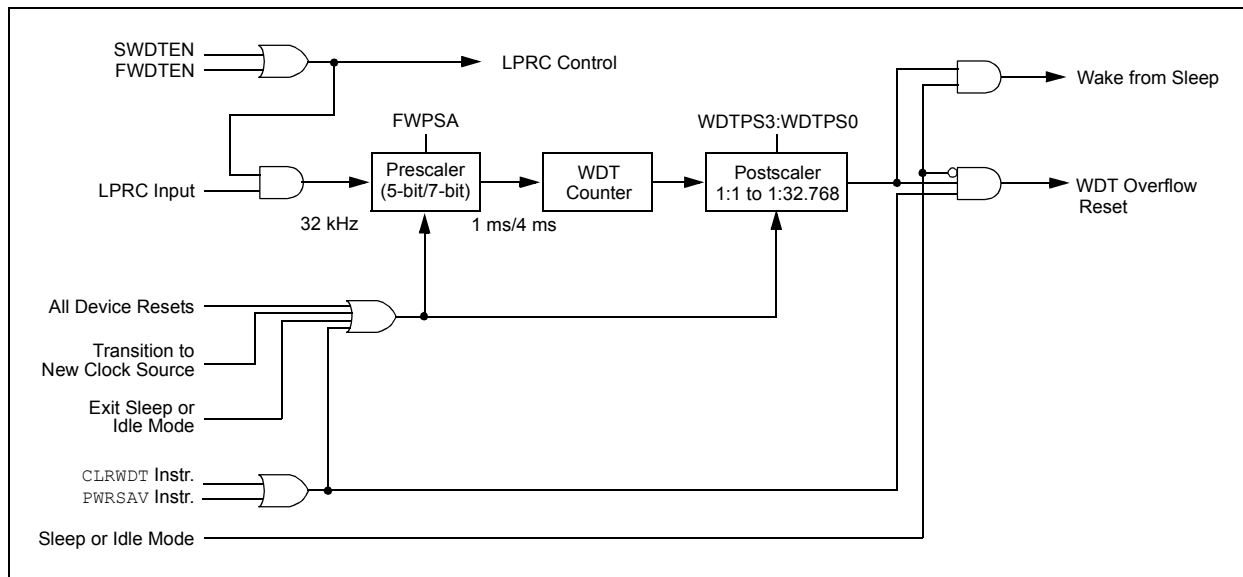 SWDTEN
FWDTEN
LPRC Control
Wake from Sleep
FWPSA
WDTPS3:WDTPS0
LPRC Input
Prescaler
(5-bit/7-bit)
WDT
Counter
Postscaler
1:1 to 1:32.768
WDT Overflow
Reset
32 kHz
1 ms/4 ms
All Device Resets
Transition to
New Clock Source
Exit Sleep or
Idle Mode
CLRWDT Instr.
PWRSAV Instr.
Sleep or Idle Mode